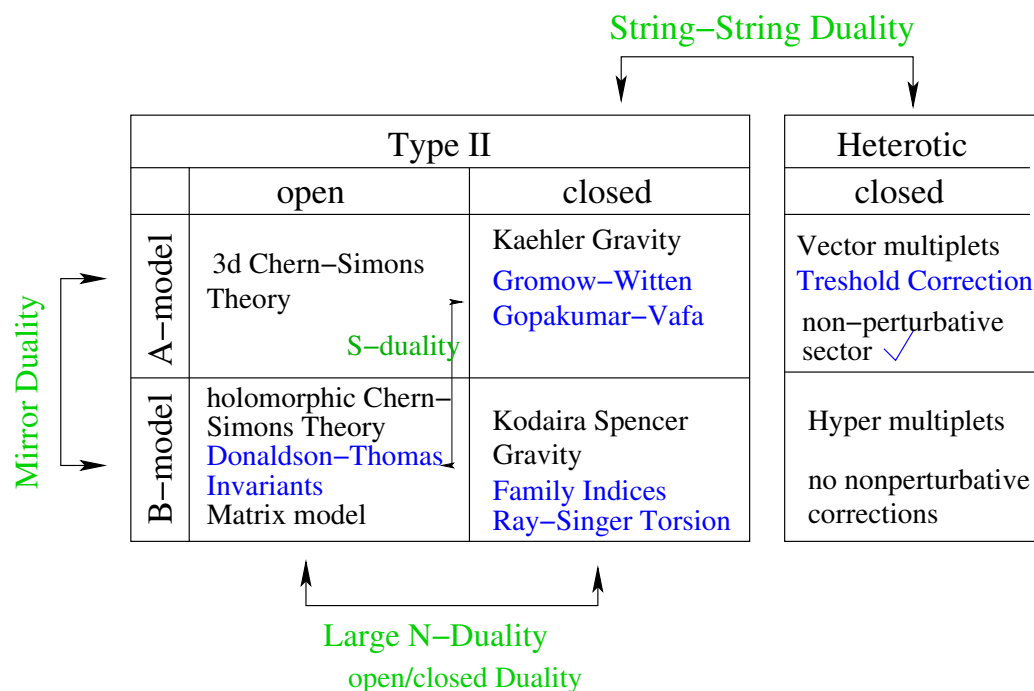 String–String Duality
Type II
Heterotic
open
closed
closed
Mirror Duality
A–model
3d Chern–Simons
Theory
S–duality
Kaehler Gravity
Gromow–Witten
Gopakumar–Vafa
Vector multiplets
Treshold Correction
non–perturbative
sector
B–model
holomorphic Chern–
Simons Theory
Donaldson–Thomas
Invariants
Matrix model
Kodaira Spencer
Gravity
Family Indices
Ray–Singer Torsion
Hyper multiplets
no nonperturbative
corrections
Large N–Duality
open/closed Duality